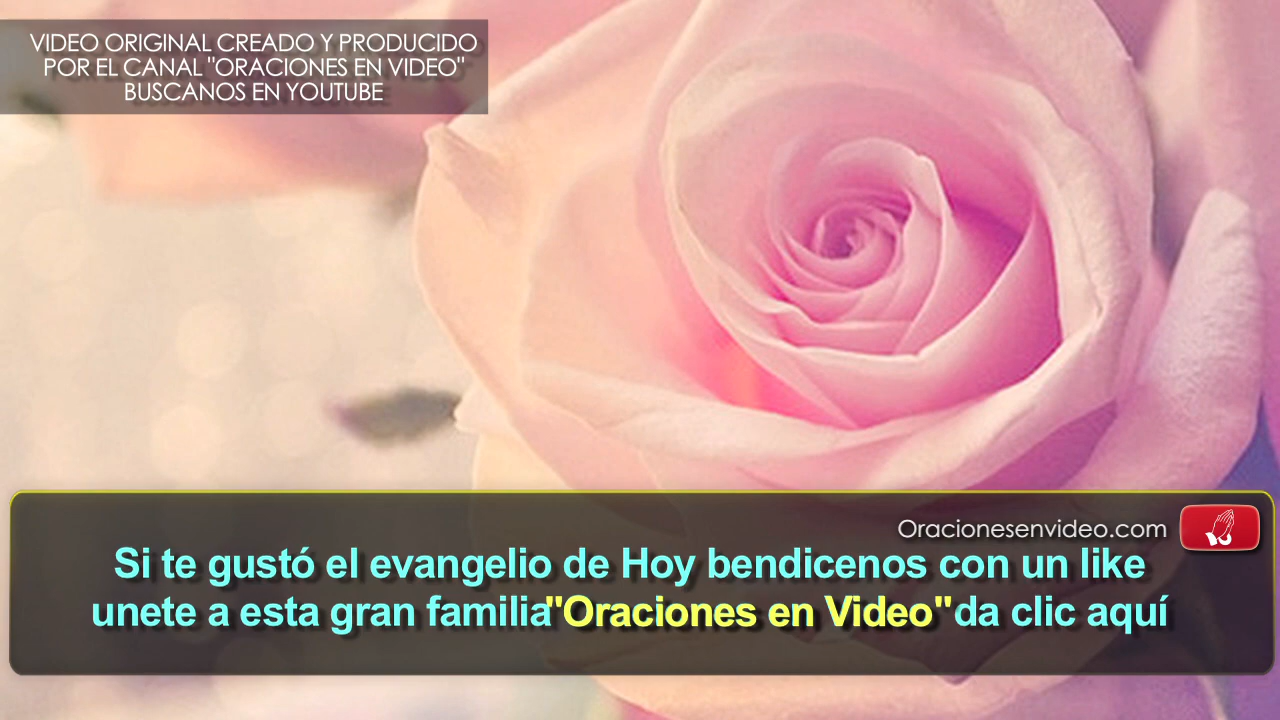 VIDEO ORIGINAL CREADO Y PRODUCIDO
POR EL CANAL "ORACIONES EN VIDEO"
BUSCANOS EN YOUTUBE
Oracionesenvideo.com
Si te gustó el evangelio de Hoy bendicenos con un like
unete a esta gran familia"Oraciones en Video"da clic aquí